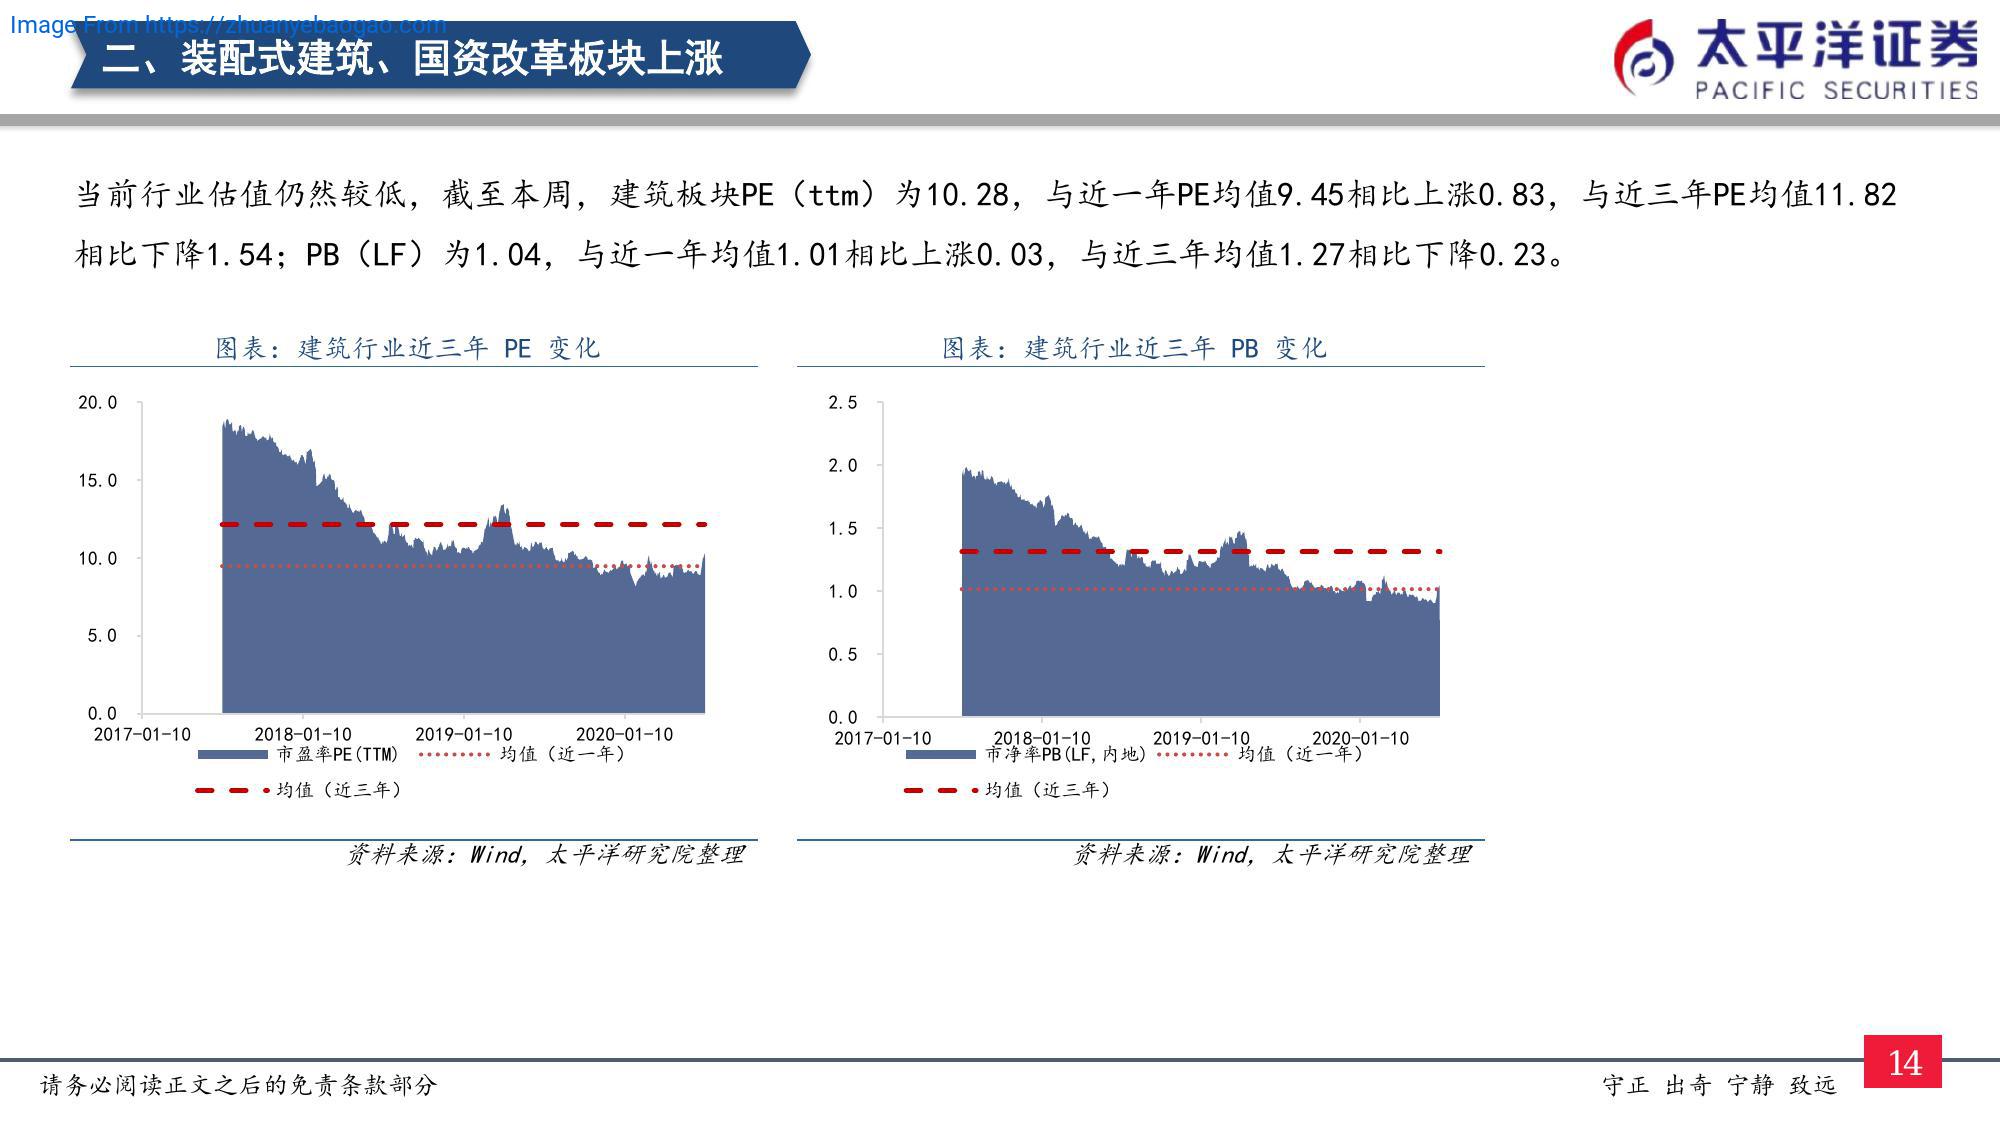 Image From https://zhuanyebaogao.com
二、装配式建筑、国资改革板块上涨
太平洋证券
PACIFIC SECURITIES
当前行业估值仍然较低，截至本周，建筑板块PE（ttm）为10.28，与近一年PE均值9.45相比上涨0.83，与近三年PE均值11.82
相比下降1.54；PB（LF）为1.04，与近一年均值1.01相比上涨0.03，与近三年均值1.27相比下降0.23。
图表：建筑行业近三年 PE 变化
20.0
15.0
10.0
5.0
0.0
2017-01-10 2018-01-10 2019-01-10 2020-01-10
市盈率PE(TTM) 均值（近一年）
均值（近三年）
资料来源：Wind，太平洋研究院整理
图表：建筑行业近三年 PB 变化
2.5
2.0
1.5
1.0
0.5
0.0
2017-01-10 2018-01-10 2019-01-10 2020-01-10
市净率PB(LF,内地) 均值（近一年）
均值（近三年）
资料来源：Wind，太平洋研究院整理
请务必阅读正文之后的免责条款部分
守正 出奇 宁静 致远
14